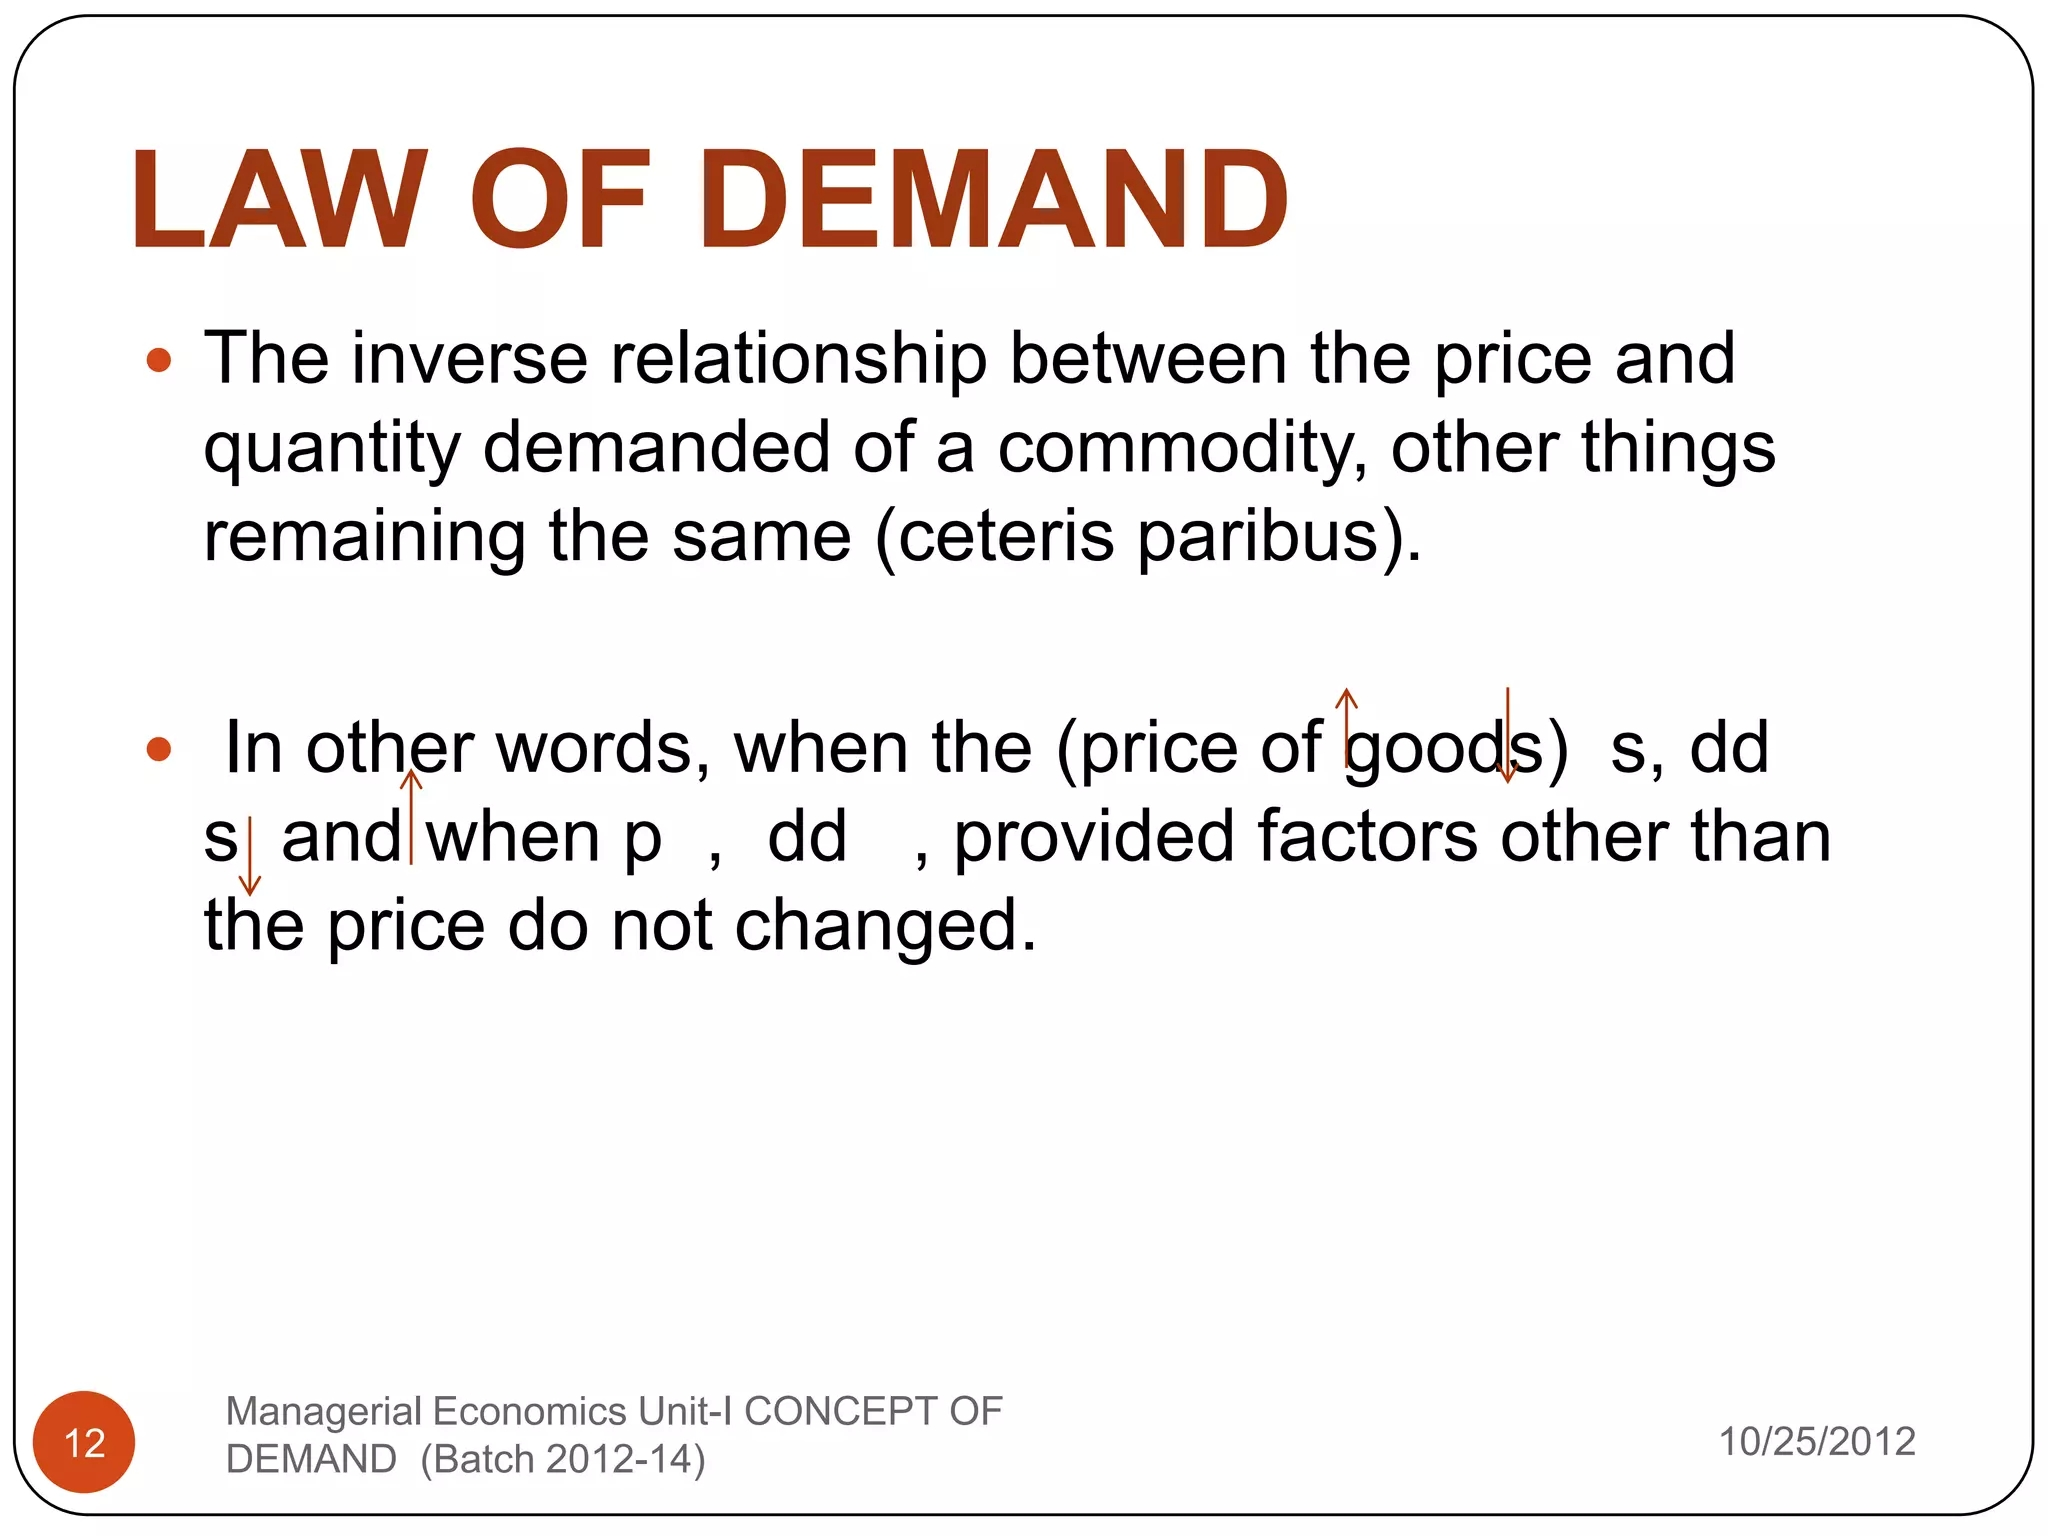 LAW OF DEMAND
The inverse relationship between the price and
quantity demanded of a commodity, other things
remaining the same (ceteris paribus).
In other words, when the (price of goods) s, dd
s and when p , dd , provided factors other than
the price do not changed.
12
Managerial Economics Unit-I CONCEPT OF
DEMAND (Batch 2012-14)
10/25/2012